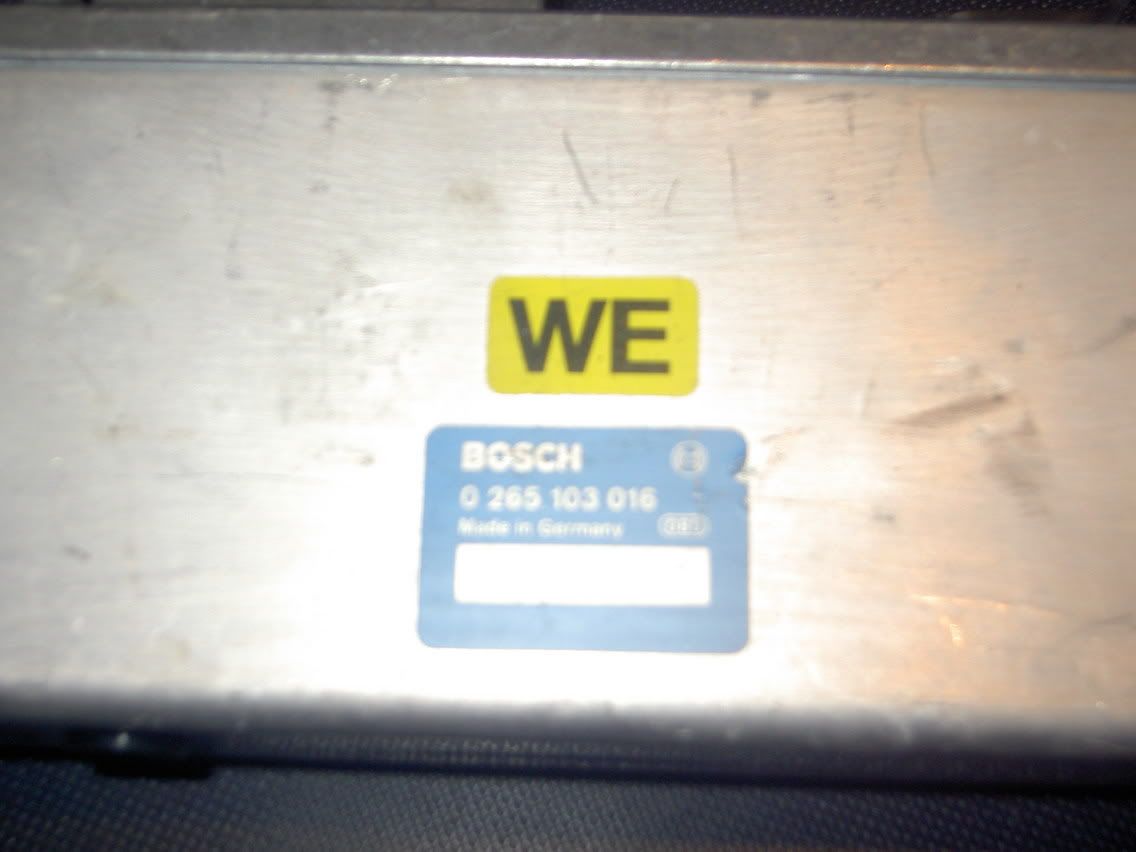 WE
BOSCH
0 265 103 016
Made in Germany